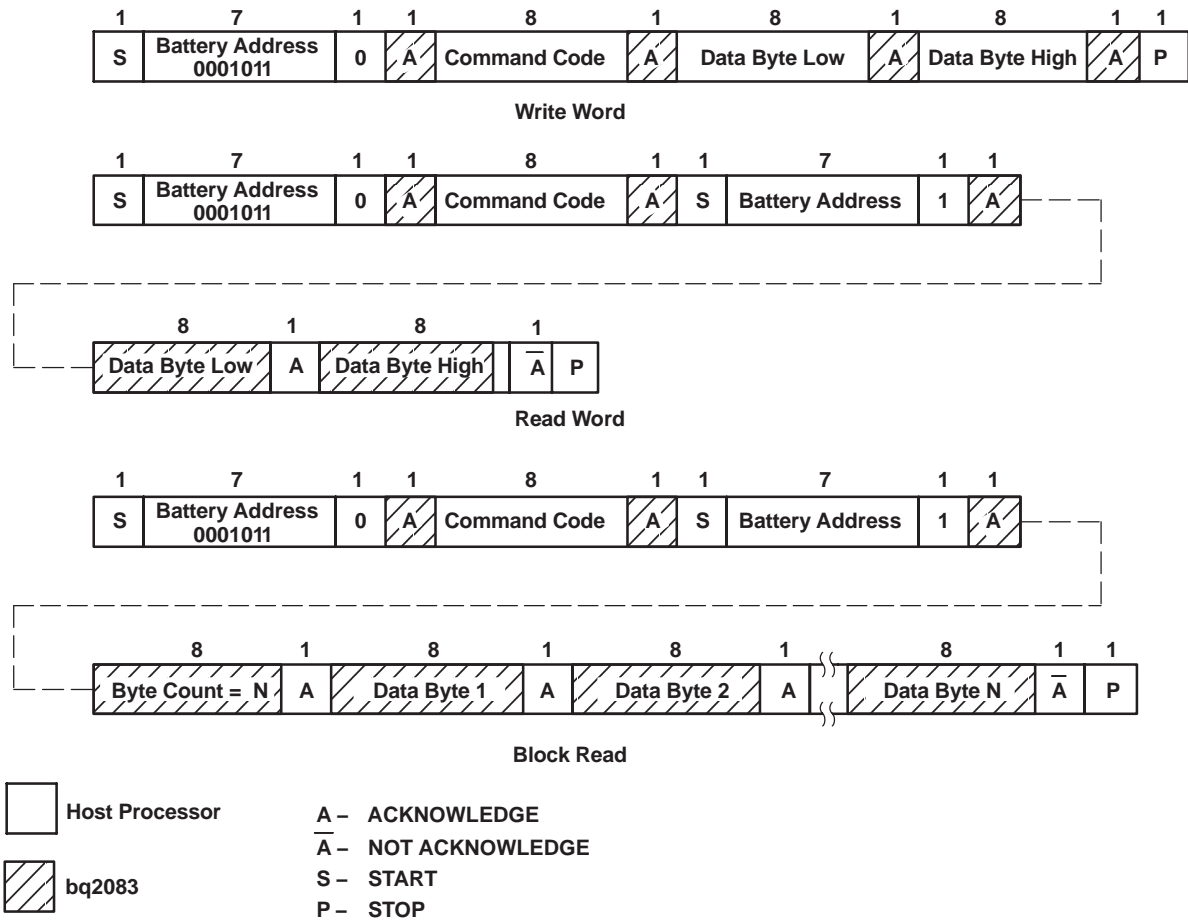 1 7 1 1 8 1 8 1 8 1 1
S Battery Address 0 A Command Code A Data Byte Low A Data Byte High A P
0001011
Write Word
1 7 1 1 8 1 1 7 1 1
S Battery Address 0 A Command Code A S Battery Address 1 A
0001011
8 1 8 1
Data Byte Low A Data Byte High A̅ P
Read Word
1 7 1 1 8 1 1 7 1 1
S Battery Address 0 A Command Code A S Battery Address 1 A
0001011
8 1 8 1 8 1 8 1 1
Byte Count = N A Data Byte 1 A Data Byte 2 A Data Byte N A̅ P
Block Read
Host Processor
bq2083
A – ACKNOWLEDGE
A̅ – NOT ACKNOWLEDGE
S – START
P – STOP